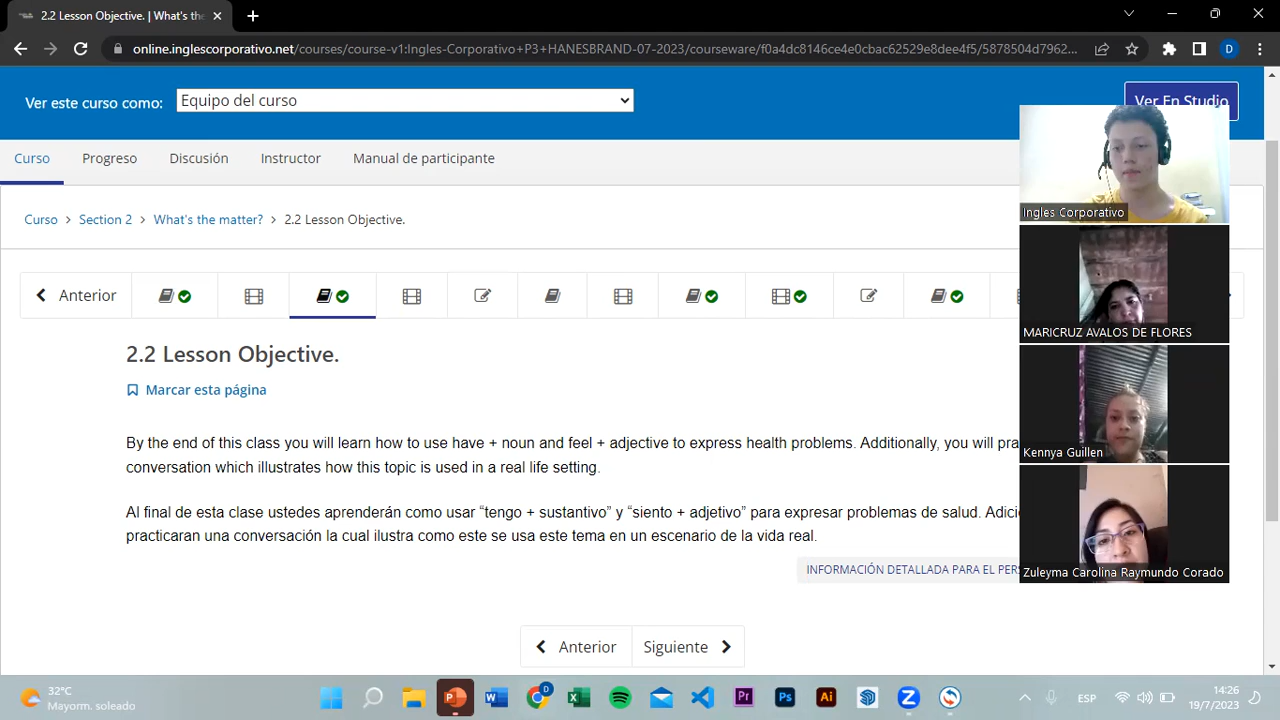 2.2 Lesson Objective. | What's the
online.inglescorporativo.net/courses/course-v1:Ingles-Corporativo+P3+HANESBRAND-07-2023/courseware/f0a4dc8146ce4e0cbac62529e8dee4f5/5878504d7962...
D
Ver este curso como:
Equipo del curso
Ver En Studio
Curso
Progreso
Discusión
Instructor
Manual de participante
Curso > Section 2 > What's the matter? > 2.2 Lesson Objective.
Ingles Corporativo
Anterior
MARICRUZ AVALOS DE FLORES
2.2 Lesson Objective.
Marcar esta página
By the end of this class you will learn how to use have + noun and feel + adjective to express health problems. Additionally, you will
conversation which illustrates how this topic is used in a real life setting.
Kennya Guillen
Al final de esta clase ustedes aprenderán como usar “tengo + sustantivo” y “siento + adjetivo” para expresar problemas de salud.
practicaran una conversación la cual ilustra como este se usa este tema en un escenario de la vida real.
INFORMACIÓN DETALLADA PARA EL
Zuleyma Carolina Raymundo Corado
Anterior
Siguiente
32°C
Mayorm. soleado
W
D
X
Pr
Ps
Ai
Z
ESP
14:26
19/7/2023